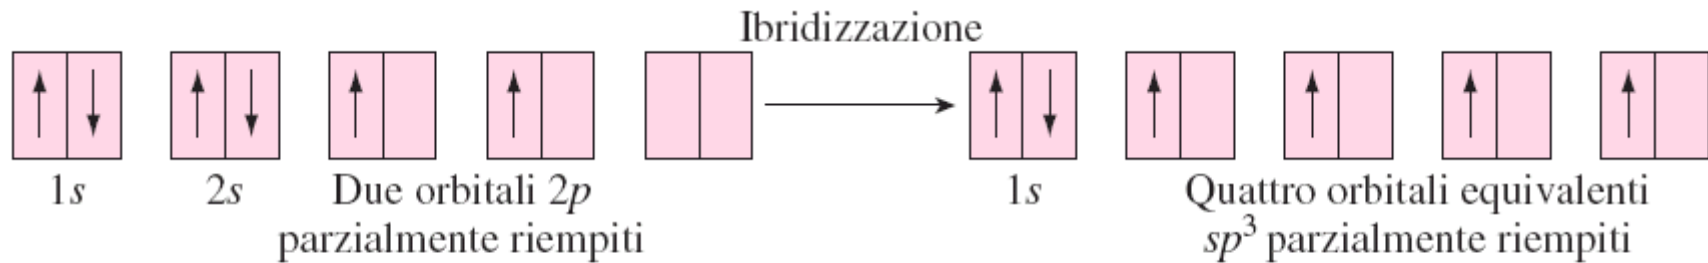 Ibridizzazione
1s 2s Due orbitali 2p 1s Quattro orbitali equivalenti
parzialmente riempiti sp³ parzialmente riempiti